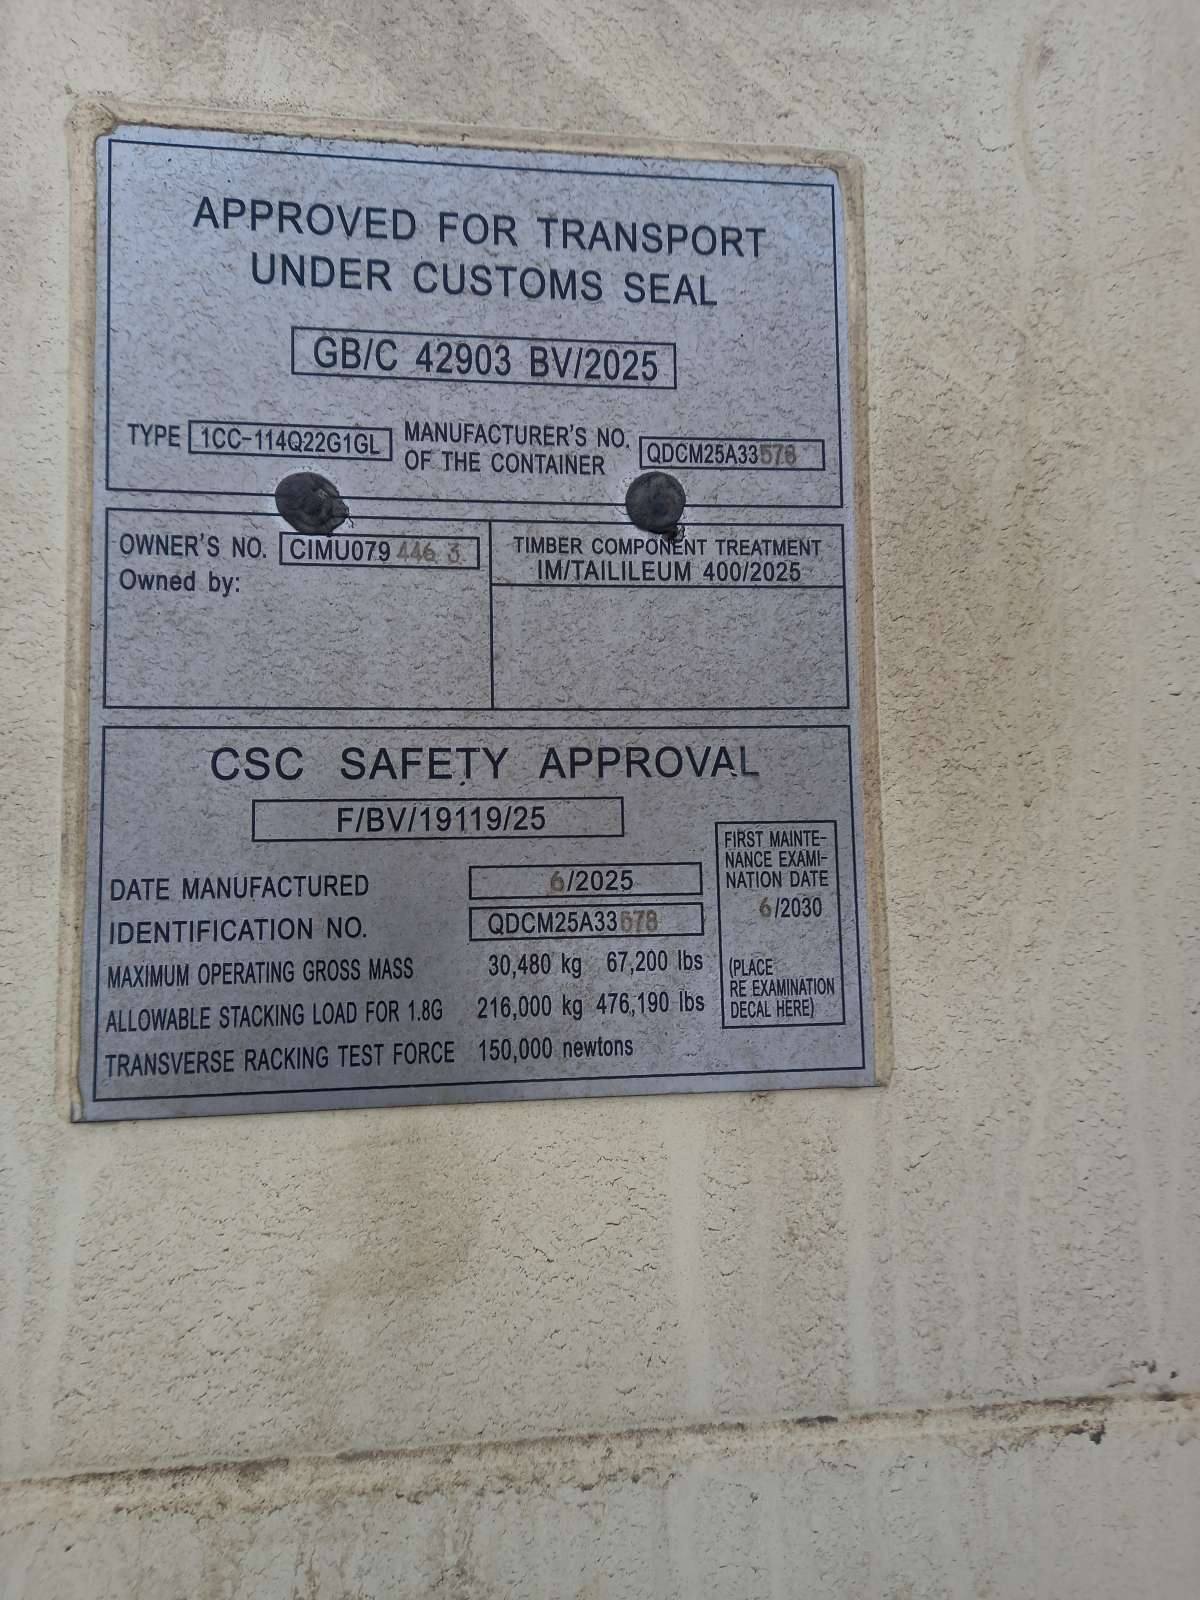 APPROVED FOR TRANSPORT
UNDER CUSTOMS SEAL
GB/C 42903 BV/2025
TYPE 1CC-114Q22G1GL MANUFACTURER'S NO. OF THE CONTAINER QDCM25A33578
OWNER'S NO. CIMU079 446 3
Owned by:
TIMBER COMPONENT TREATMENT
IM/TAILILEUM 400/2025
CSC SAFETY APPROVAL
F/BV/19119/25
DATE MANUFACTURED 6/2025
IDENTIFICATION NO. QDCM25A33578
MAXIMUM OPERATING GROSS MASS 30,480 kg 67,200 lbs
ALLOWABLE STACKING LOAD FOR 1.8G 216,000 kg 476,190 lbs
TRANSVERSE RACKING TEST FORCE 150,000 newtons
FIRST MAINTE-
NANCE EXAMI-
NATION DATE
6/2030
(PLACE
RE EXAMINATION
DECAL HERE)